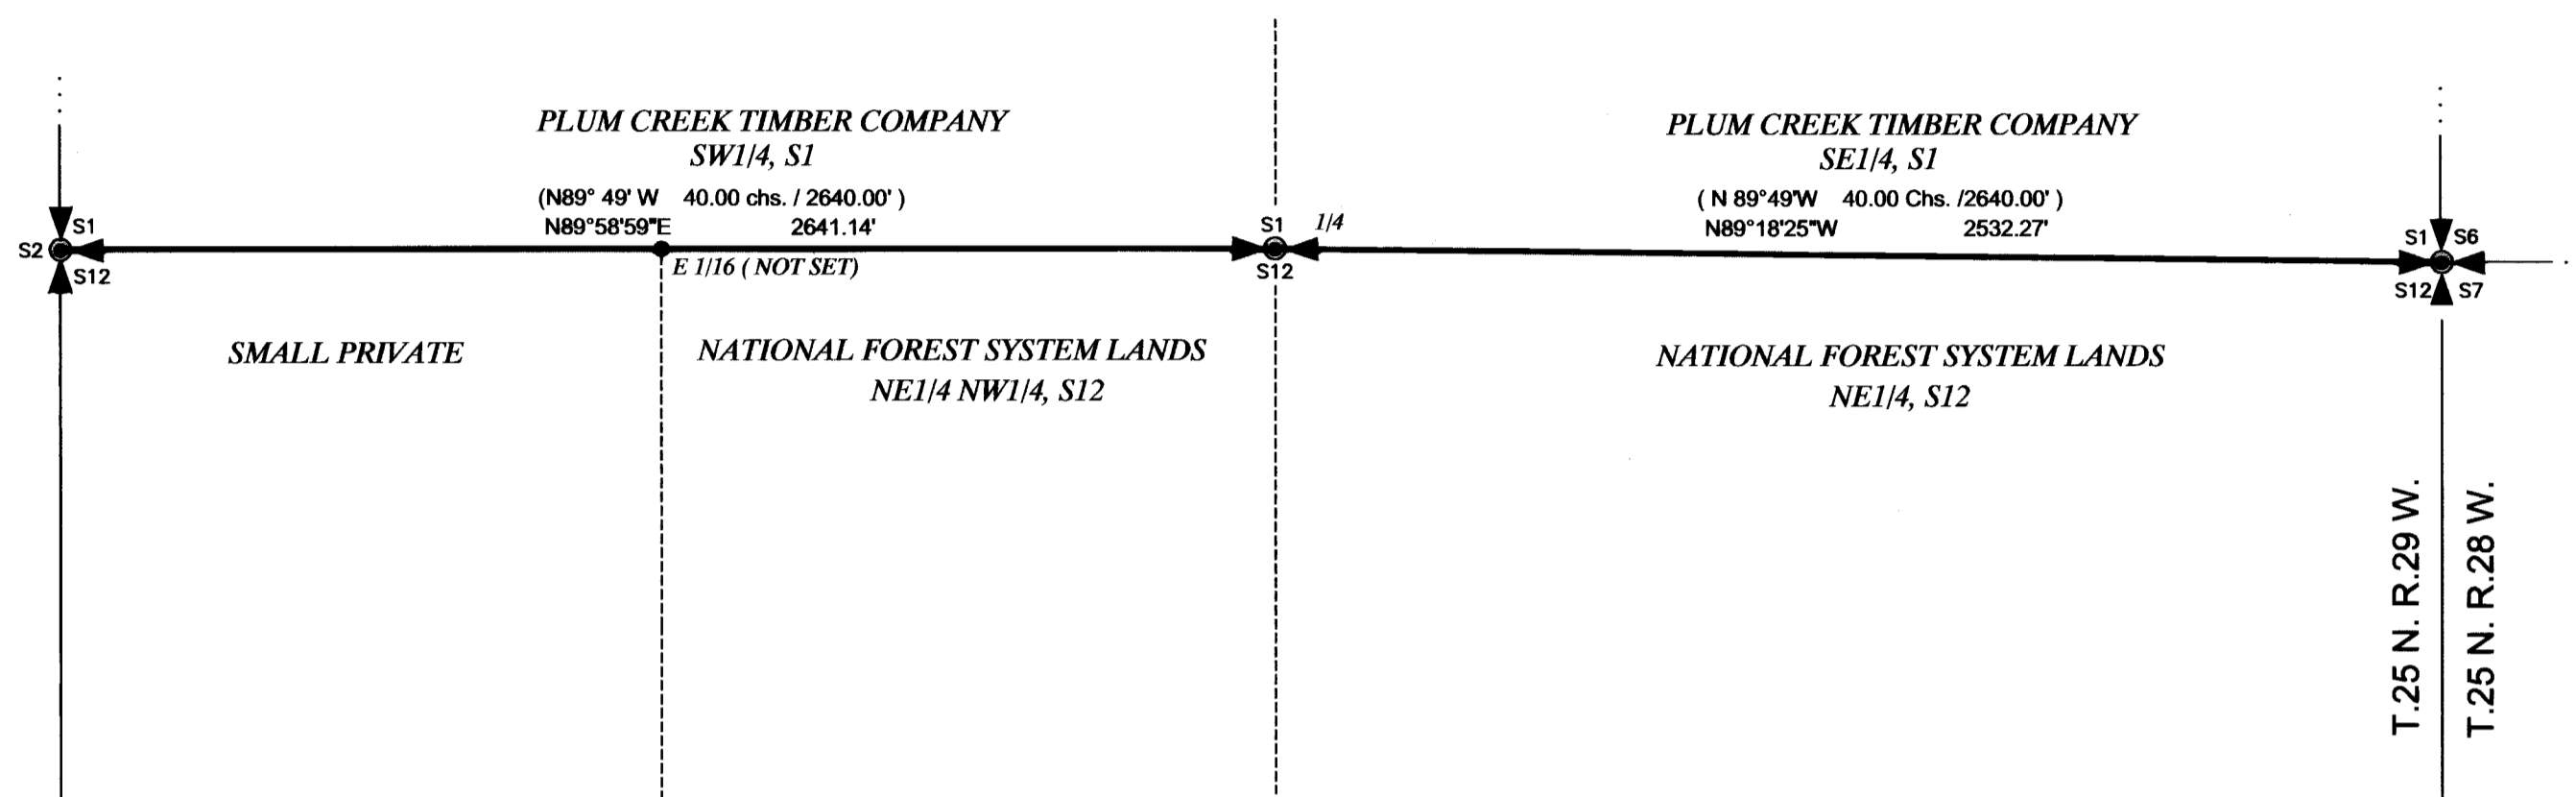 PLUM CREEK TIMBER COMPANY
SW1/4, S1
(N89° 49' W 40.00 chs. / 2640.00' )
N89°58'59"E 2641.14'
PLUM CREEK TIMBER COMPANY
SE1/4, S1
( N 89°49'W 40.00 Chs. /2640.00' )
N89°18'25"W 2532.27'
S1
S2
S12
E 1/16 ( NOT SET)
S1 1/4
S12
S1 S6
S12 S7
SMALL PRIVATE
NATIONAL FOREST SYSTEM LANDS
NE1/4 NW1/4, S12
NATIONAL FOREST SYSTEM LANDS
NE1/4, S12
T.25 N. R.29 W.
T.25 N. R.28 W.